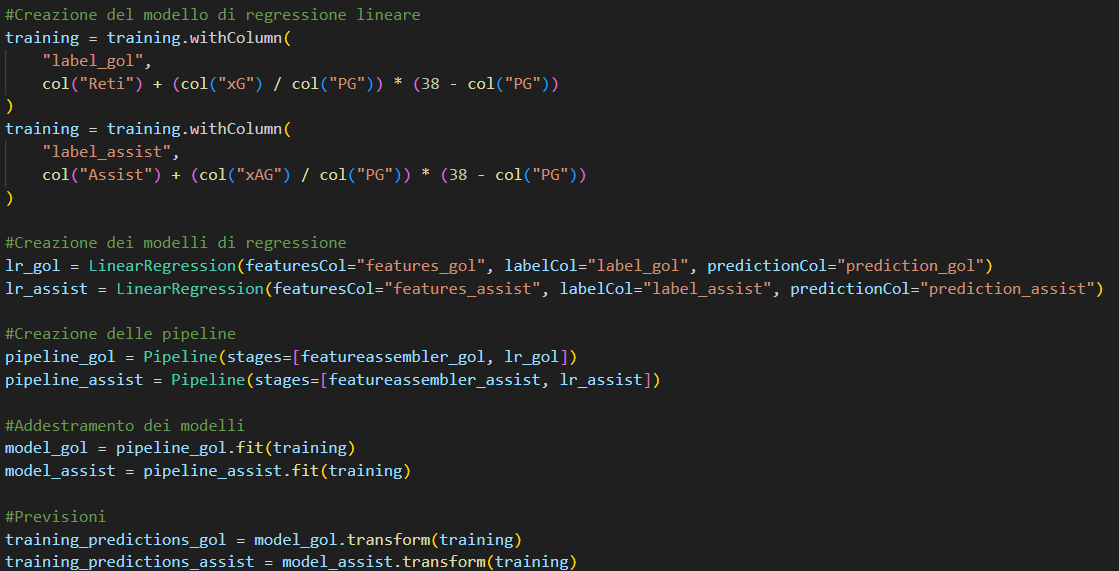 #Creazione del modello di regressione lineare
training = training.withColumn(
    "label_gol",
    col("Reti") + (col("xG") / col("PG")) * (38 - col("PG"))
)
training = training.withColumn(
    "label_assist",
    col("Assist") + (col("xAG") / col("PG")) * (38 - col("PG"))
)

#Creazione dei modelli di regressione
lr_gol = LinearRegression(featuresCol="features_gol", labelCol="label_gol", predictionCol="prediction_gol")
lr_assist = LinearRegression(featuresCol="features_assist", labelCol="label_assist", predictionCol="prediction_assist")

#Creazione delle pipeline
pipeline_gol = Pipeline(stages=[featureassembler_gol, lr_gol])
pipeline_assist = Pipeline(stages=[featureassembler_assist, lr_assist])

#Addestramento dei modelli
model_gol = pipeline_gol.fit(training)
model_assist = pipeline_assist.fit(training)

#Previsioni
training_predictions_gol = model_gol.transform(training)
training_predictions_assist = model_assist.transform(training)